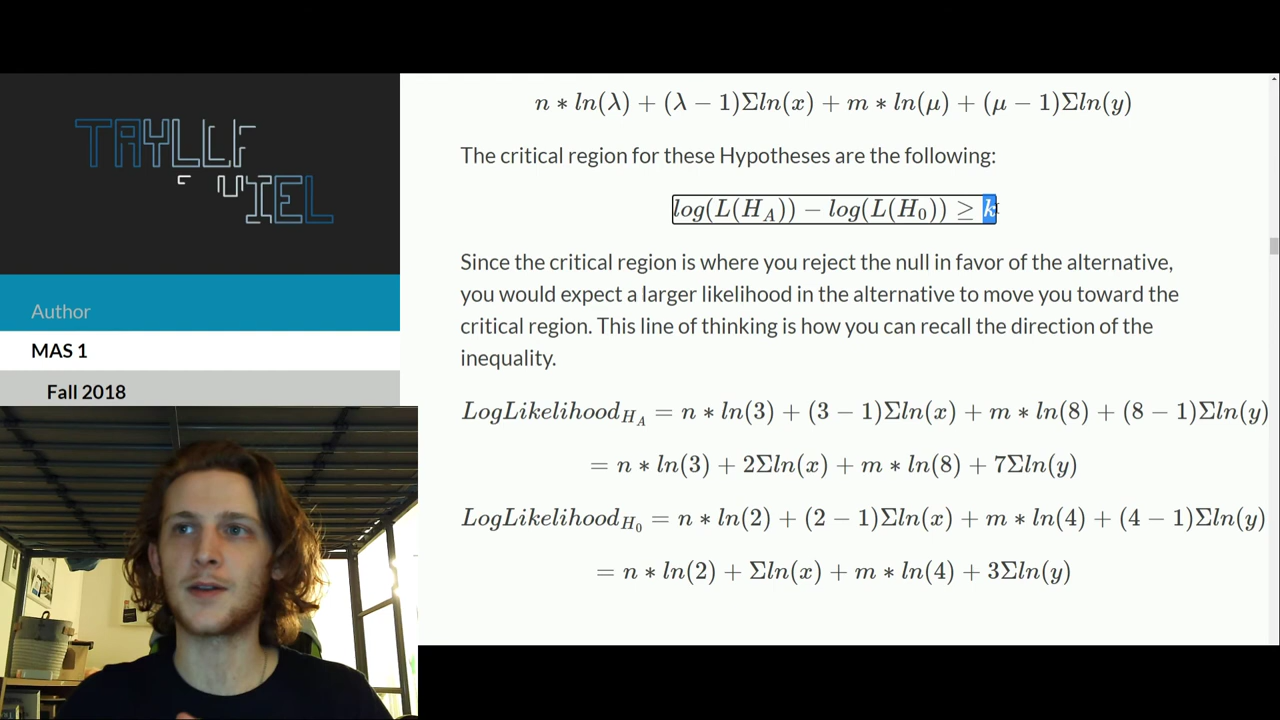 n ∗ ln(λ) + (λ − 1)Σln(x) + m ∗ ln(μ) + (μ − 1)Σln(y)
The critical region for these Hypotheses are the following:
log(L(H_A)) − log(L(H_0)) ≥ k
Since the critical region is where you reject the null in favor of the alternative,
you would expect a larger likelihood in the alternative to move you toward the
critical region. This line of thinking is how you can recall the direction of the
inequality.
LogLikelihood_{H_A} = n ∗ ln(3) + (3 − 1)Σln(x) + m ∗ ln(8) + (8 − 1)Σln(y)
= n ∗ ln(3) + 2Σln(x) + m ∗ ln(8) + 7Σln(y)
LogLikelihood_{H_0} = n ∗ ln(2) + (2 − 1)Σln(x) + m ∗ ln(4) + (4 − 1)Σln(y)
= n ∗ ln(2) + Σln(x) + m ∗ ln(4) + 3Σln(y)
Author
MAS 1
Fall 2018